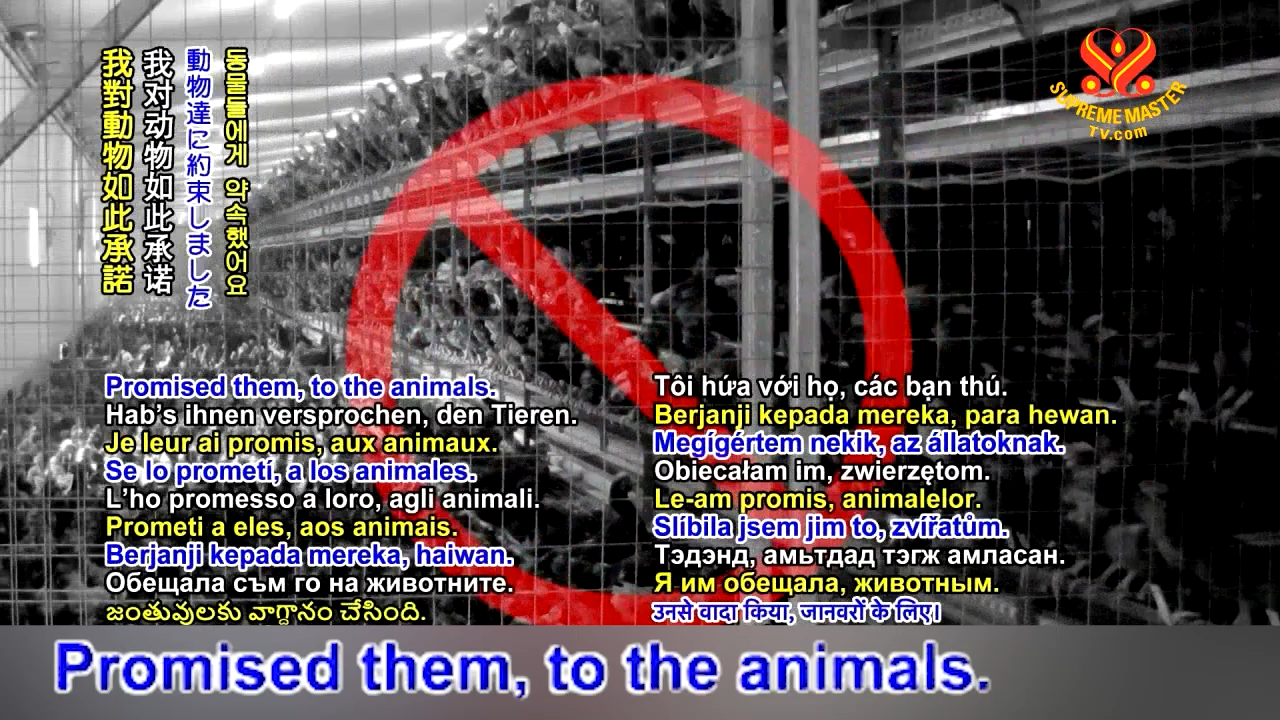 我對動物如此承諾
我对动物如此承诺
動物達に約束しました
동물들에게 약속했어요
SUPREME MASTER
TV.com
Promised them, to the animals.
Hab's ihnen versprochen, den Tieren.
Je leur ai promis, aux animaux.
Se lo prometí, a los animales.
L'ho promesso a loro, agli animali.
Prometi a eles, aos animais.
Berjanji kepada mereka, haiwan.
Обещала съм го на животните.
జంతువులకు వాగ్దానం చేసింది.
Tôi hứa với họ, các bạn thú.
Berjanji kepada mereka, para hewan.
Megígértem nekik, az állatoknak.
Obiecałam im, zwierzętom.
Le-am promis, animalelor.
Slíbila jsem jim to, zvířatům.
Тэдэнд, амьтдад тэгж амласан.
Я им обещала, животным.
उनसे वादा किया, जानवरों के लिए।
Promised them, to the animals.